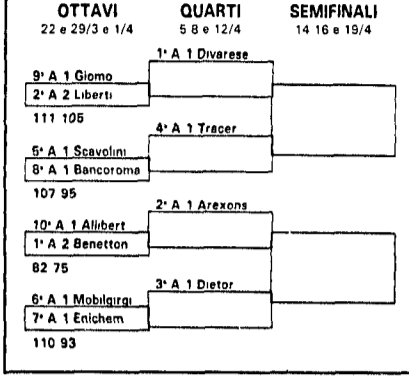 OTTAVI QUARTI SEMIFINALI
22 e 29/3 e 1/4 5 8 e 12/4 14 16 e 19/4
1ª A 1 Divarese
9ª A 1 Giomo
2ª A 2 Liberti
111 105
4ª A 1 Tracer
5ª A 1 Scavolini
8ª A 1 Bancoroma
107 95
2ª A 1 Arexons
10ª A 1 Allibert
1ª A 2 Benetton
82 75
3ª A 1 Dietor
6ª A 1 Mobilgirgi
7ª A 1 Enichem
110 93